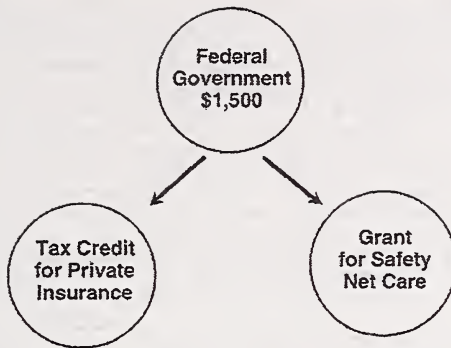 Federal
Government
$1,500
Tax Credit
for Private
Insurance
Grant
for Safety
Net Care